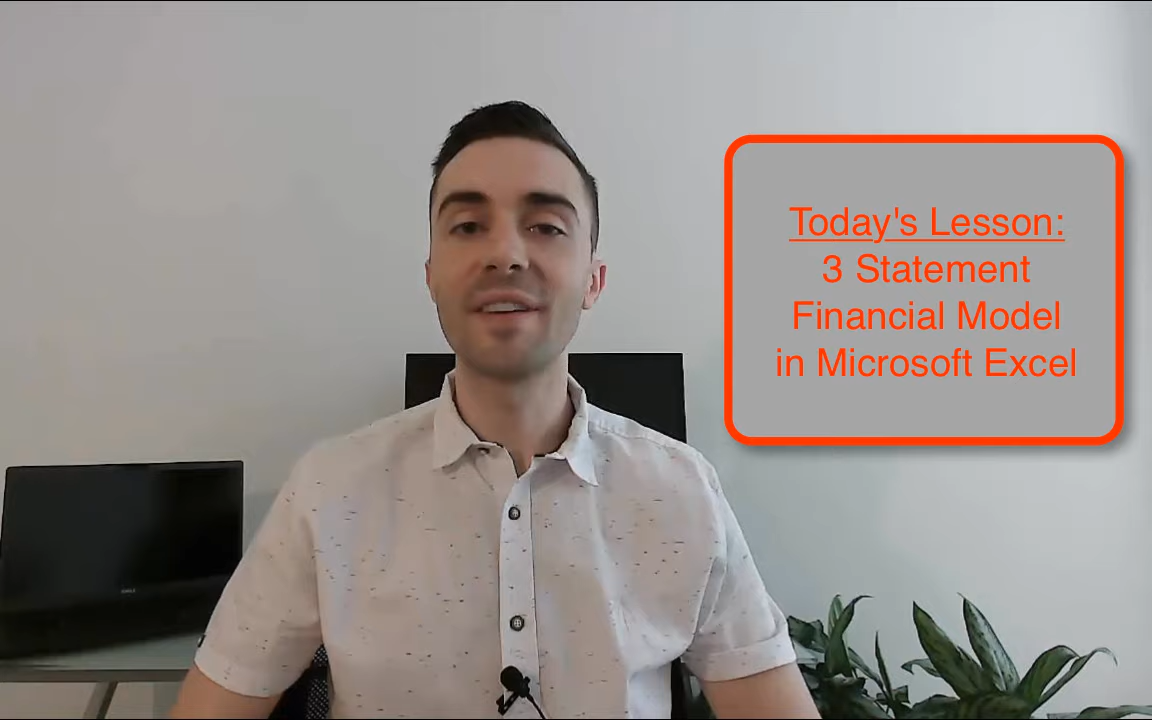 Today's Lesson:
3 Statement
Financial Model
in Microsoft Excel